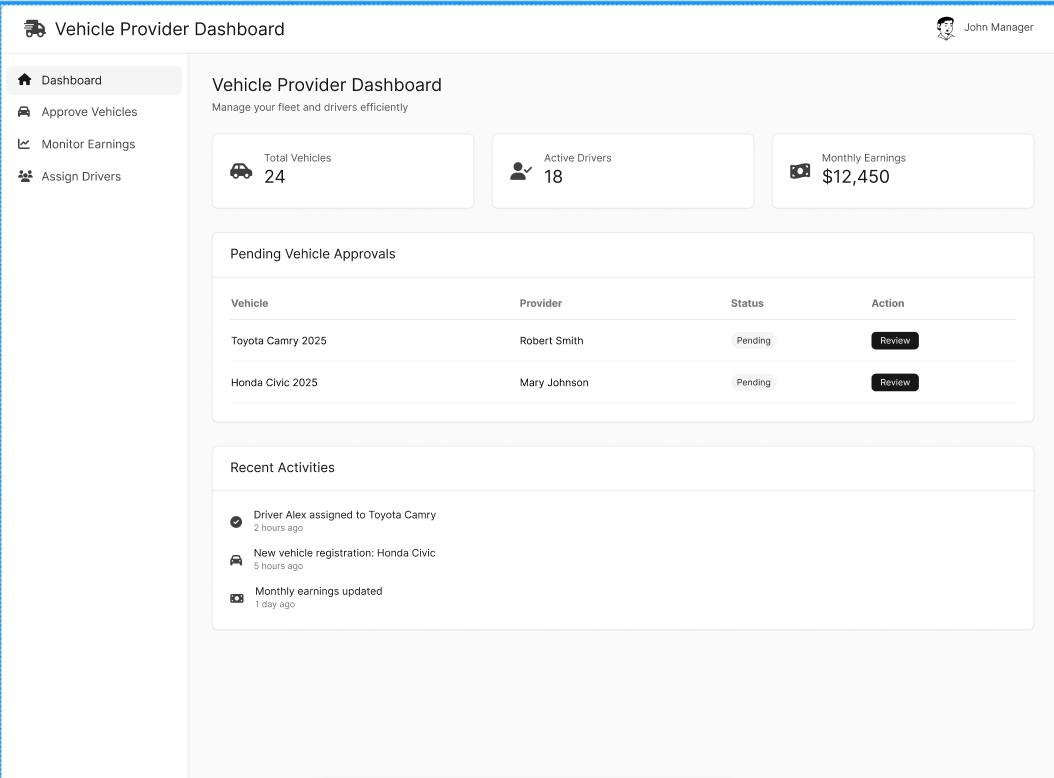 Vehicle Provider Dashboard
John Manager
Dashboard
Approve Vehicles
Monitor Earnings
Assign Drivers
Vehicle Provider Dashboard
Manage your fleet and drivers efficiently
Total Vehicles
24
Active Drivers
18
Monthly Earnings
$12,450
Pending Vehicle Approvals
Vehicle Provider Status Action
Toyota Camry 2025 Robert Smith Pending Review
Honda Civic 2025 Mary Johnson Pending Review
Recent Activities
Driver Alex assigned to Toyota Camry
2 hours ago
New vehicle registration: Honda Civic
5 hours ago
Monthly earnings updated
1 day ago